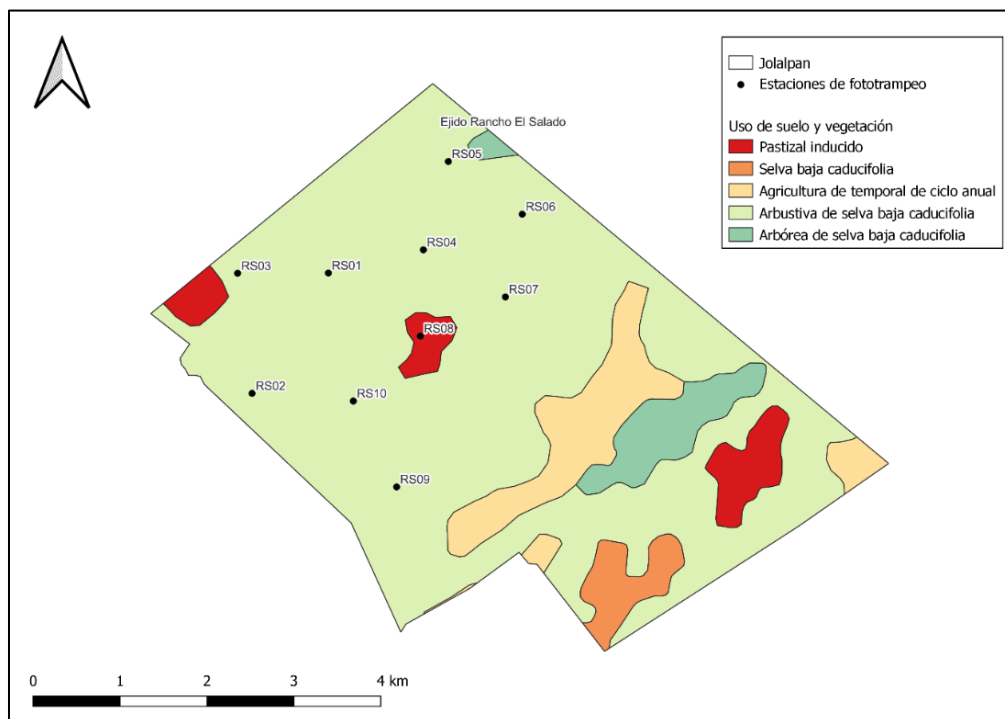 Jolalpan
Estaciones de fototrampeo
Uso de suelo y vegetación
Pastizal inducido
Selva baja caducifolia
Agricultura de temporal de ciclo anual
Arbustiva de selva baja caducifolia
Arbórea de selva baja caducifolia
Ejido Rancho El Salado
RS05
RS06
RS04
RS03
RS01
RS07
RS08
RS02
RS10
RS09
0 1 2 3 4 km